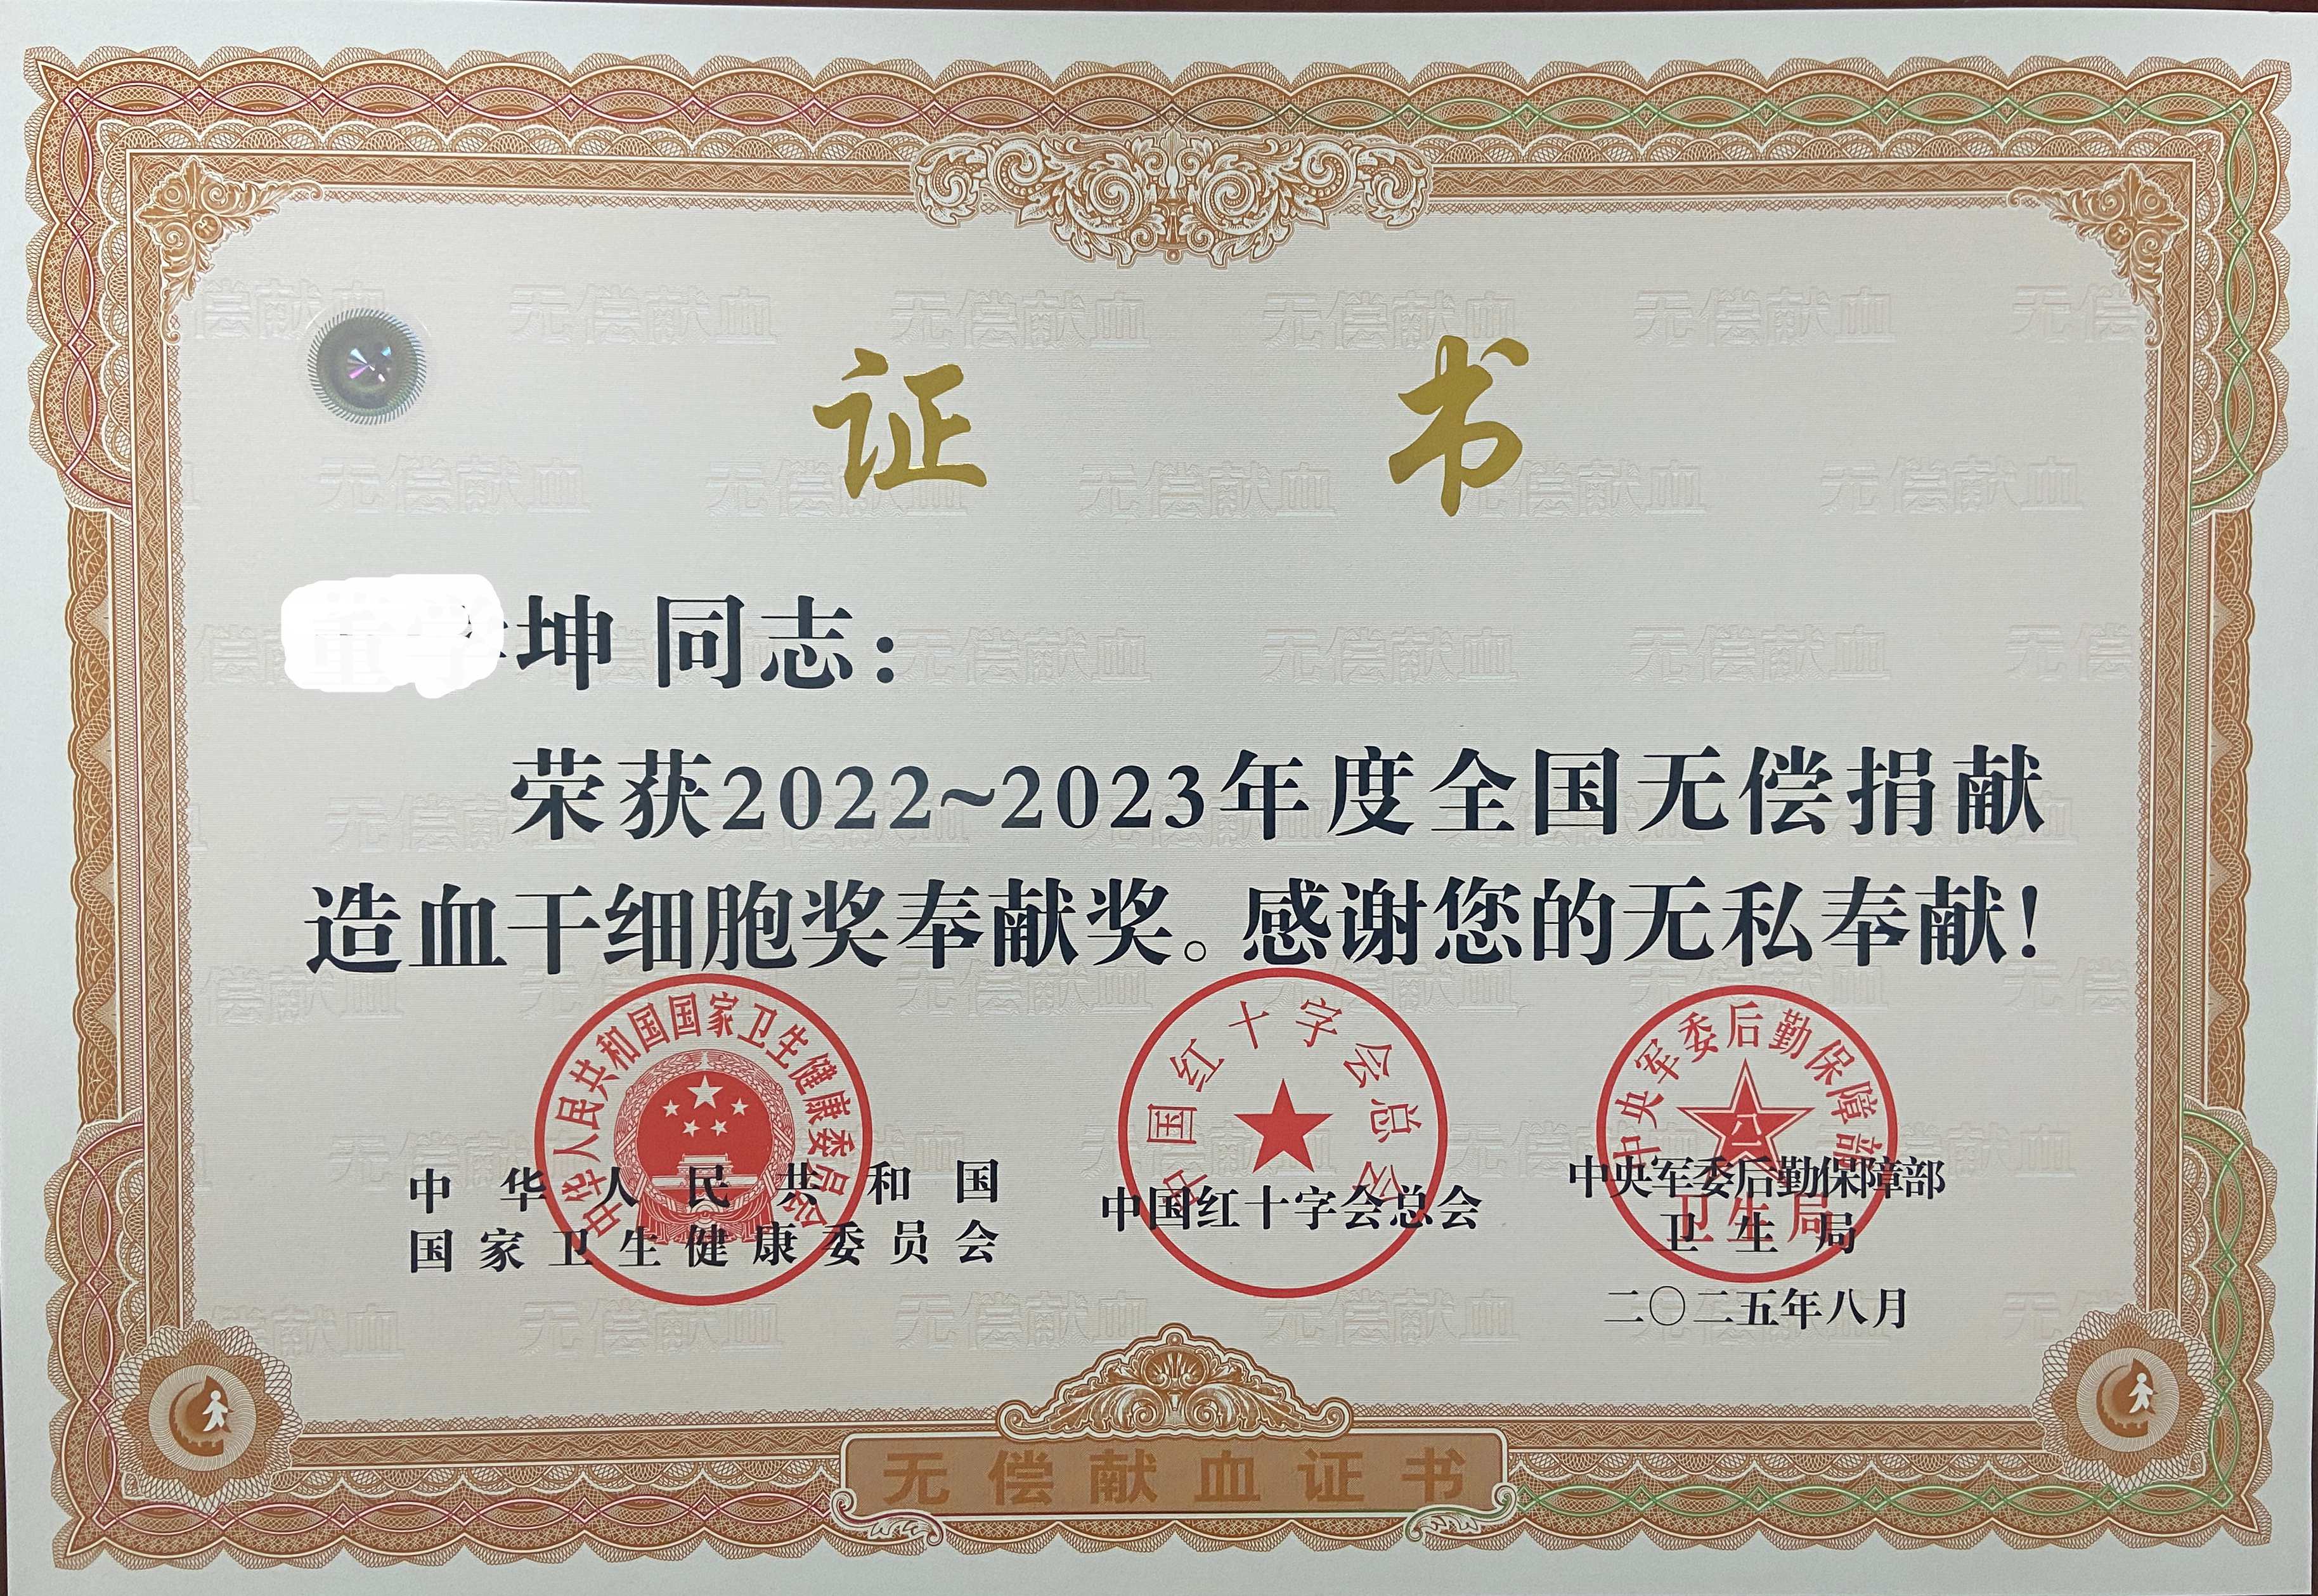 证 书
坤 同志：
荣获2022~2023年度全国无偿捐献
造血干细胞奖奉献奖。感谢您的无私奉献！
中华人民共和国国家卫生健康委员会
中国红十字会总会
中央军委后勤保障部
卫生局
中华人民共和国
国家卫生健康委员会
中国红十字会总会
中央军委后勤保障部
卫生局
二〇二五年八月
无偿献血证书
无偿献血